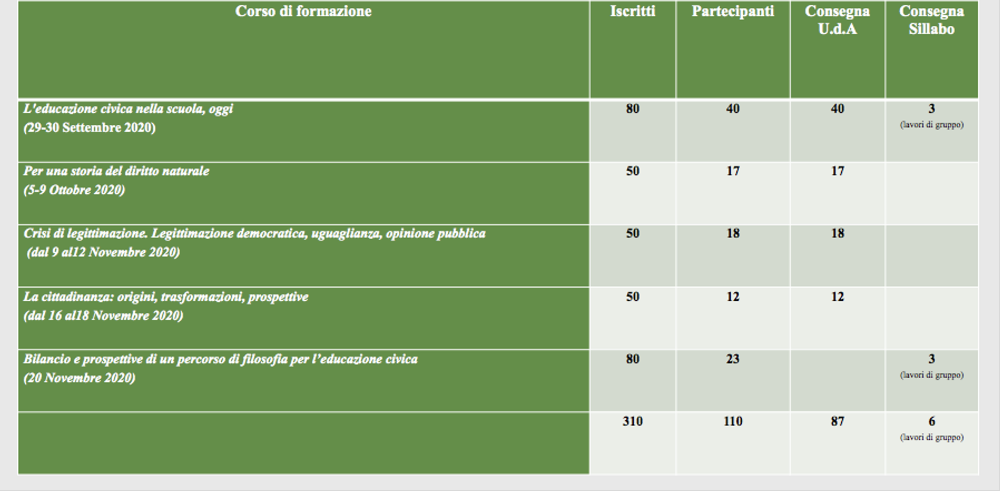 Corso di formazione Iscritti Partecipanti Consegna U.d.A Consegna Sillabo
L'educazione civica nella scuola, oggi 80 40 40 3
(29-30 Settembre 2020) (lavori di gruppo)
Per una storia del diritto naturale 50 17 17
(5-9 Ottobre 2020)
Crisi di legittimazione. Legittimazione democratica, uguaglianza, opinione pubblica 50 18 18
(dal 9 al12 Novembre 2020)
La cittadinanza: origini, trasformazioni, prospettive 50 12 12
(dal 16 al18 Novembre 2020)
Bilancio e prospettive di un percorso di filosofia per l’educazione civica 80 23 3
(20 Novembre 2020) (lavori di gruppo)
310 110 87 6
(lavori di gruppo)